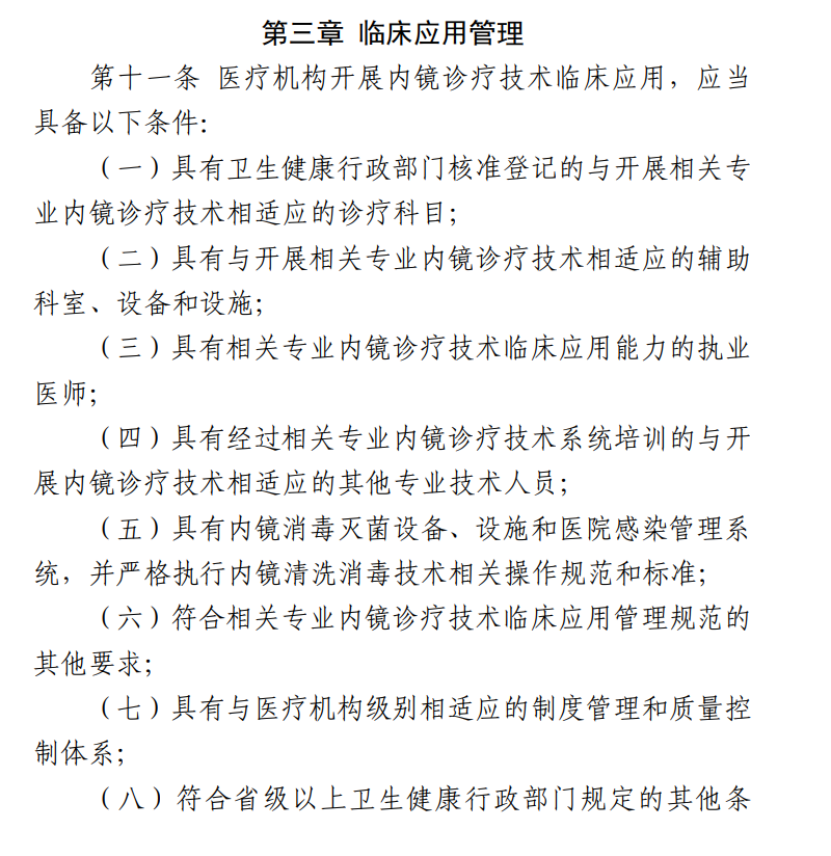 第三章 临床应用管理
第十一条 医疗机构开展内镜诊疗技术临床应用，应当
具备以下条件：
（一）具有卫生健康行政部门核准登记的与开展相关专
业内镜诊疗技术相适应的诊疗科目；
（二）具有与开展相关专业内镜诊疗技术相适应的辅助
科室、设备和设施；
（三）具有相关专业内镜诊疗技术临床应用能力的执业
医师；
（四）具有经过相关专业内镜诊疗技术系统培训的与开
展内镜诊疗技术相适应的其他专业技术人员；
（五）具有内镜消毒灭菌设备、设施和医院感染管理系
统，并严格执行内镜清洗消毒技术相关操作规范和标准；
（六）符合相关专业内镜诊疗技术临床应用管理规范的
其他要求；
（七）具有与医疗机构级别相适应的制度管理和质量控
制体系；
（八）符合省级以上卫生健康行政部门规定的其他条